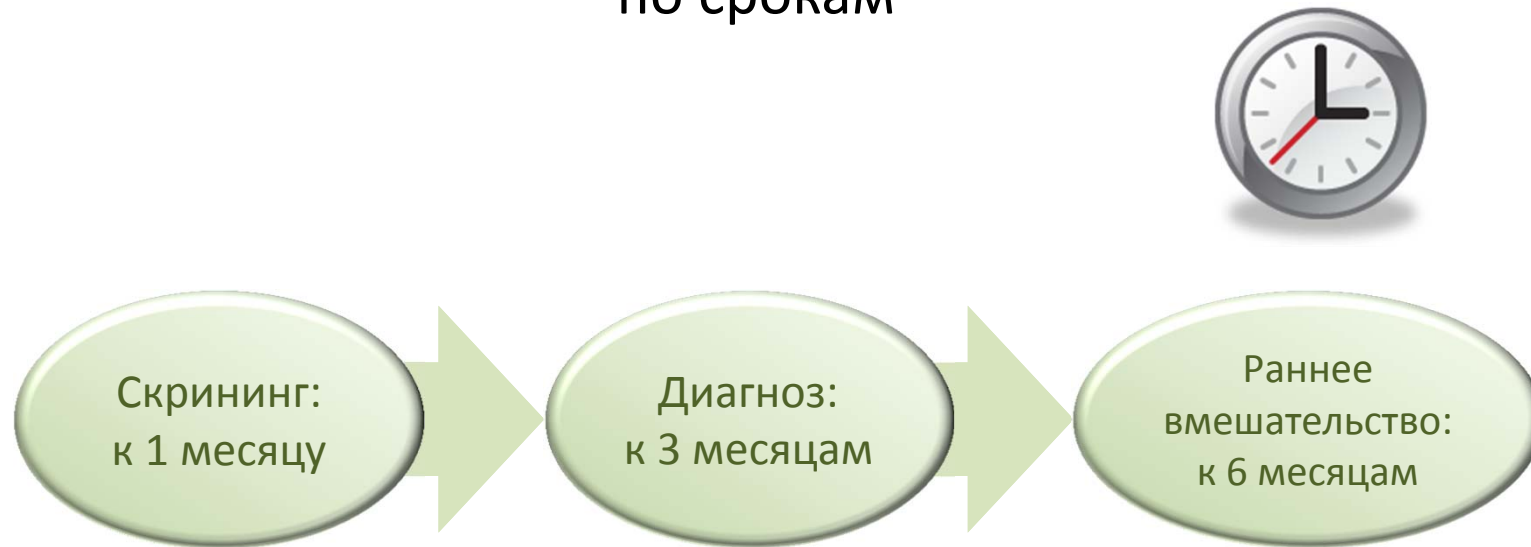 по срокам
Скрининг:
к 1 месяцу
Диагноз:
к 3 месяцам
Раннее
вмешательство:
к 6 месяцам